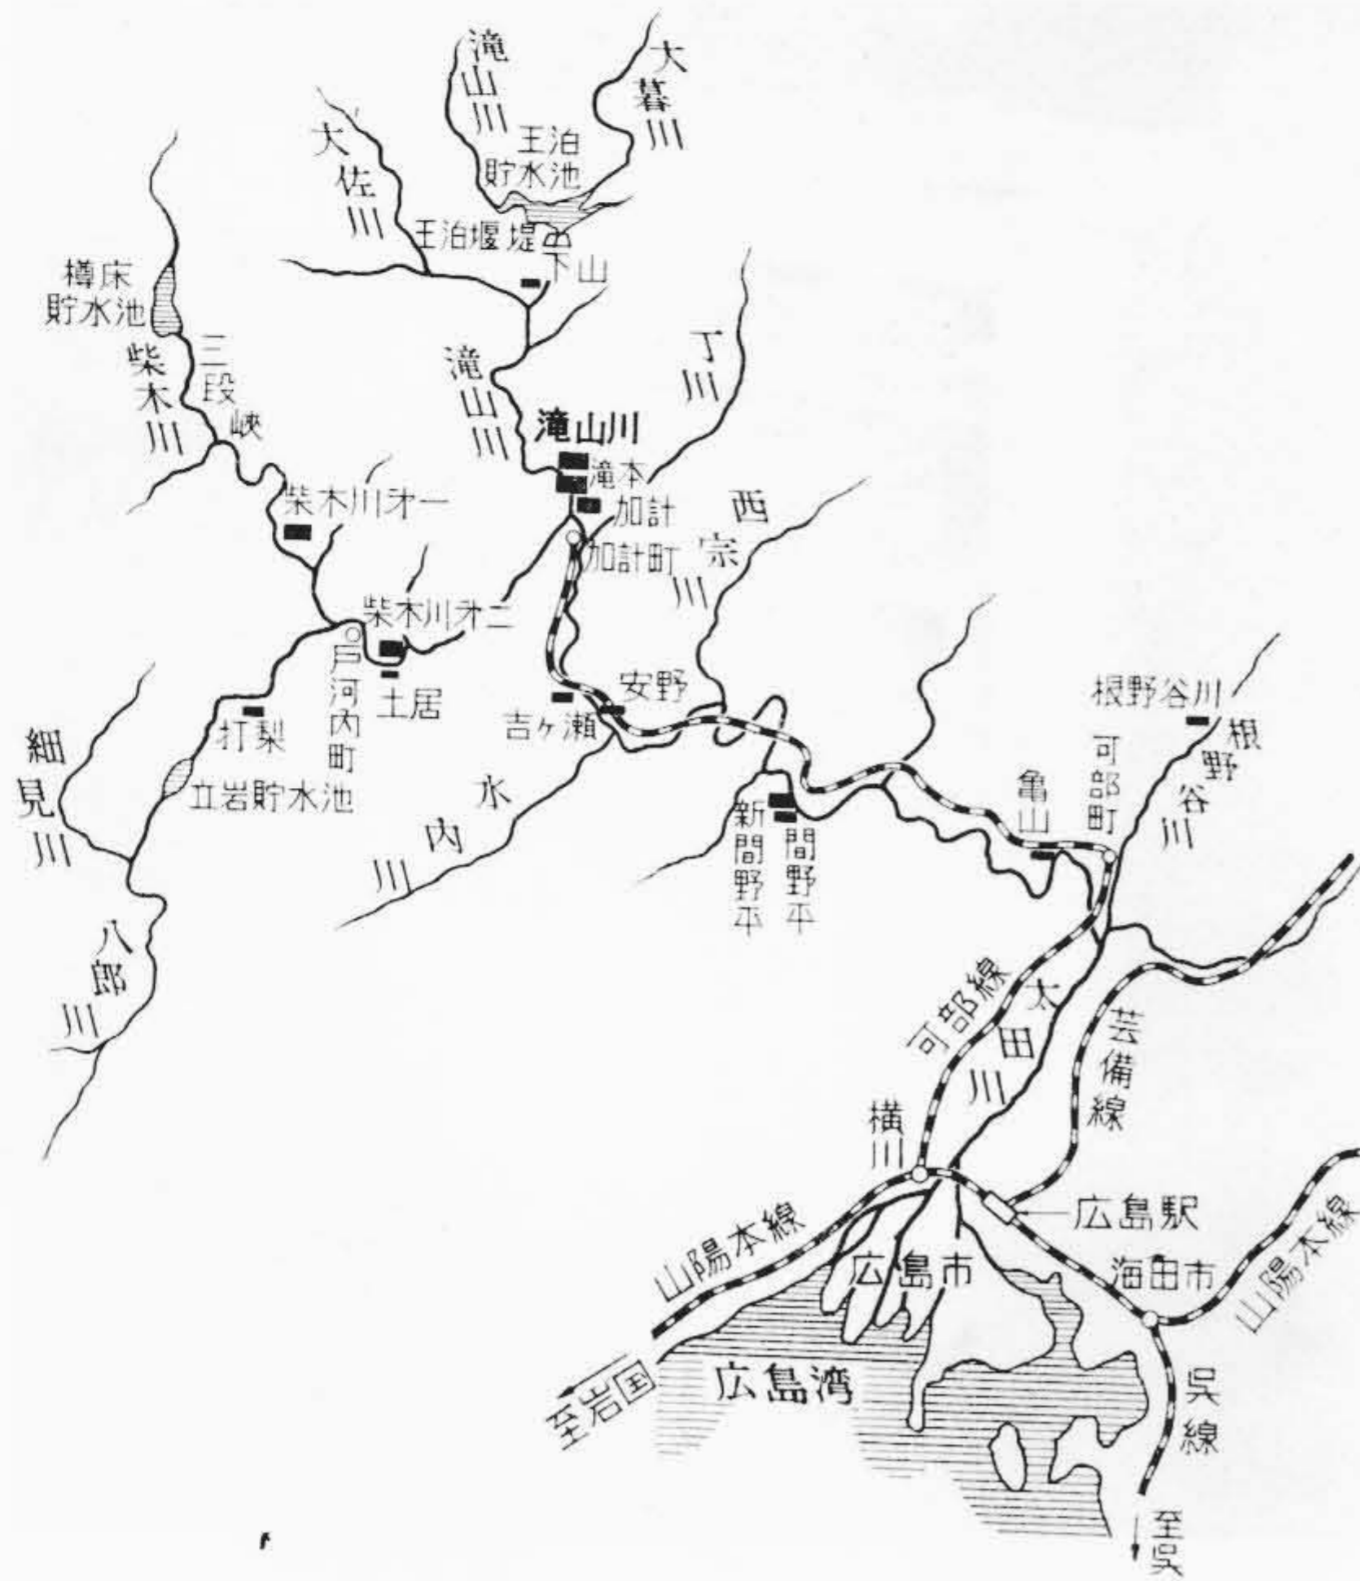 滝山川
大暮川
王泊
貯水池
大佐川
王泊堰堤
下山
樽床
貯水池
三段峡
柴木川
滝山川
丁川
滝山川
滝本
加計
加計町
柴木川才一
西宗川
柴木川才二
戸河内町
土居
打梨
立岩貯水池
細見川
八郎川
安野
吉ヶ瀬
水内川
新間野平
間野平
亀山
可部町
根野谷川
根野谷川
可部線
太田川
芸備線
横川
広島駅
山陽本線
広島市
海田市
山陽本線
広島湾
至岩国
呉線
至呉